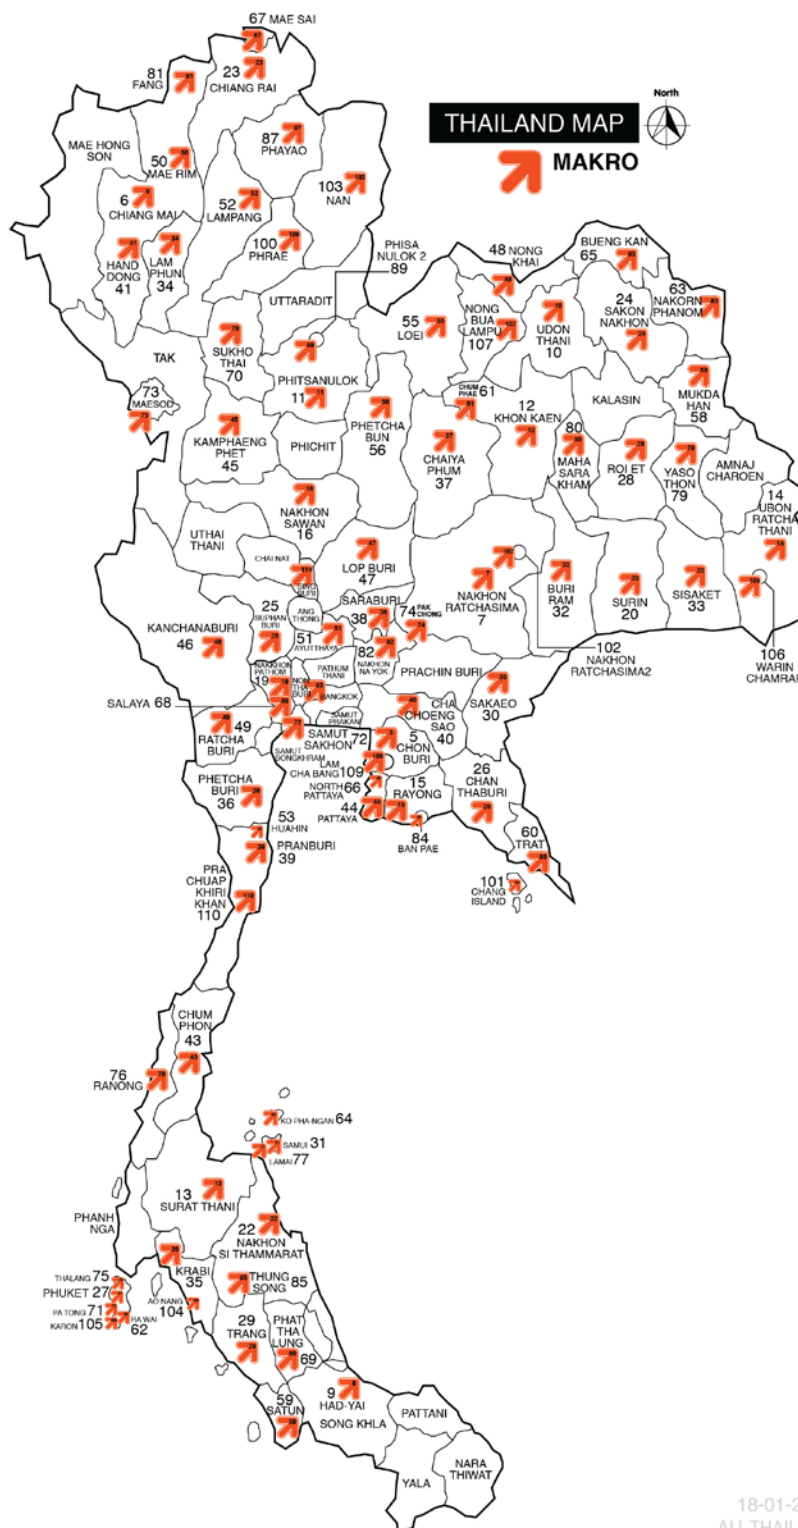 67 MAE SAI
81
FANG
23
CHIANG RAI
North
THAILAND MAP
MAKRO
MAE HONG
SON
50
MAE RIM
87
PHAYAO
6
CHIANG MAI
52
LAMPANG
103
NAN
HAND
DONG
41
LAM
PHUN
34
100
PHRAE
PHISA
NULOK 2
89
48 NONG
KHAI
BUENG KAN
65
63
NAKORN
PHANOM
UTTARADIT
55
LOEI
NONG
BUA
LAMPU
107
UDON
THANI
10
24
SAKON
NAKHON
TAK
SUKHO
THAI
70
PHITSANULOK
11
73
MAESOD
KAMPHAENG
PHET
45
PHICHIT
PHETCHA
BUN
56
CHUM
PHAE
61
12
KHON KAEN
KALASIN
MUKDA
HAN
58
CHAIYA
PHUM
37
80
MAHA
SARA
KHAM
ROI ET
28
YASO
THON
79
AMNAJ
CHAROEN
14
UBON
RATCHA
THANI
NAKHON
SAWAN
16
UTHAI
THANI
CHAI NAT
SING
BURI
LOP BURI
47
NAKHON
RATCHASIMA
7
BURI
RAM
32
SURIN
20
SISAKET
33
KANCHANABURI
46
25
SUPHAN
BURI
ANG
THONG
51
AYUTTHAYA
SARABURI
38
74
PAK
CHONG
82
NAKHON
NA YOK
PRACHIN BURI
102
NAKHON
RATCHASIMA2
106
WARIN
CHAMRAP
NAKKHON
PATHOM
19
NON
THA
BURI
PATHUM
THANI
BANGKOK
SAMUT
PRAKAN
SALAYA 68
CHA
CHOENG
SAO
40
SAKAEO
30
49
RATCHA
BURI
SAMUT
SONGKHRAM
SAMUT
SAKHON 72
5
CHON
BURI
LAM
CHA BANG 109
PHETCHA
BURI
36
NORTH 66
PATTAYA
44
PATTAYA
15
RAYONG
26
CHAN
THABURI
53
HUAHIN
PRANBURI
39
84
BAN PAE
60
TRAT
PRA
CHUAP
KHIRI
KHAN
110
101
CHANG
ISLAND
CHUM
PHON
43
76
RANONG
KO PHA-NGAN 64
SAMUI 31
LAMAI 77
13
SURAT THANI
PHANH
NGA
22
NAKHON
SI THAMMARAT
KRABI
35
THUNG
SONG 85
THALANG 75
PHUKET 27
PA TONG 71
KARON 105
RA WAI
62
AO NANG
104
29
TRANG
PHAT
THA
LUNG
69
59
SATUN
9
HAD-YAI
SONG KHLA
PATTANI
YALA
NARA
THIWAT
18-01-2